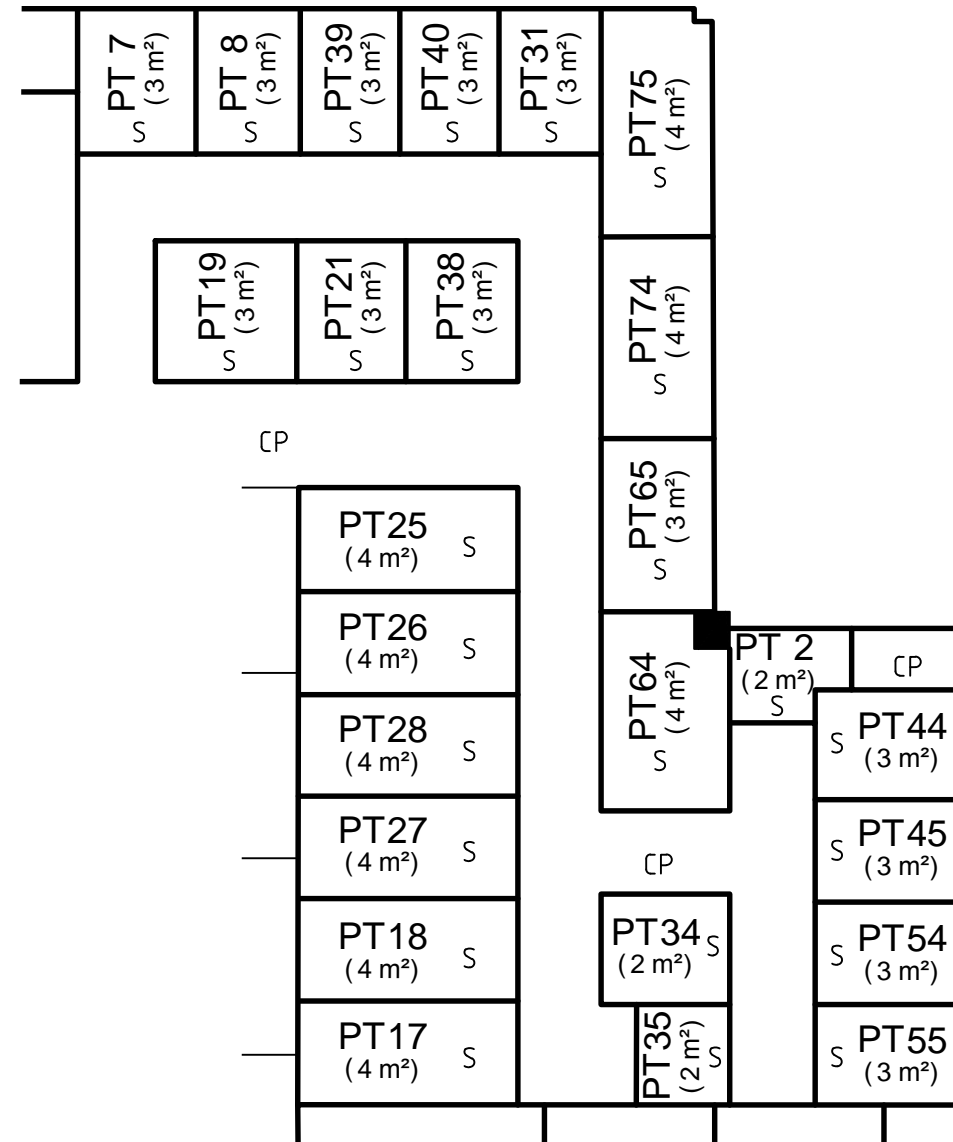 PT 7
(3 m²)
S
PT 8
(3 m²)
S
PT39
(3 m²)
S
PT40
(3 m²)
S
PT31
(3 m²)
S
PT75
(4 m²)
S
PT19
(3 m²)
S
PT21
(3 m²)
S
PT38
(3 m²)
S
PT74
(4 m²)
S
CP
PT65
(3 m²)
S
PT25
(4 m²)
S
PT26
(4 m²)
S
PT28
(4 m²)
S
PT27
(4 m²)
S
PT18
(4 m²)
S
PT17
(4 m²)
S
PT64
(4 m²)
S
PT 2
(2 m²)
S
CP
PT44
(3 m²)
S
PT45
(3 m²)
S
CP
PT34
(2 m²)
S
PT54
(3 m²)
S
PT35
(2 m²)
S
PT55
(3 m²)
S